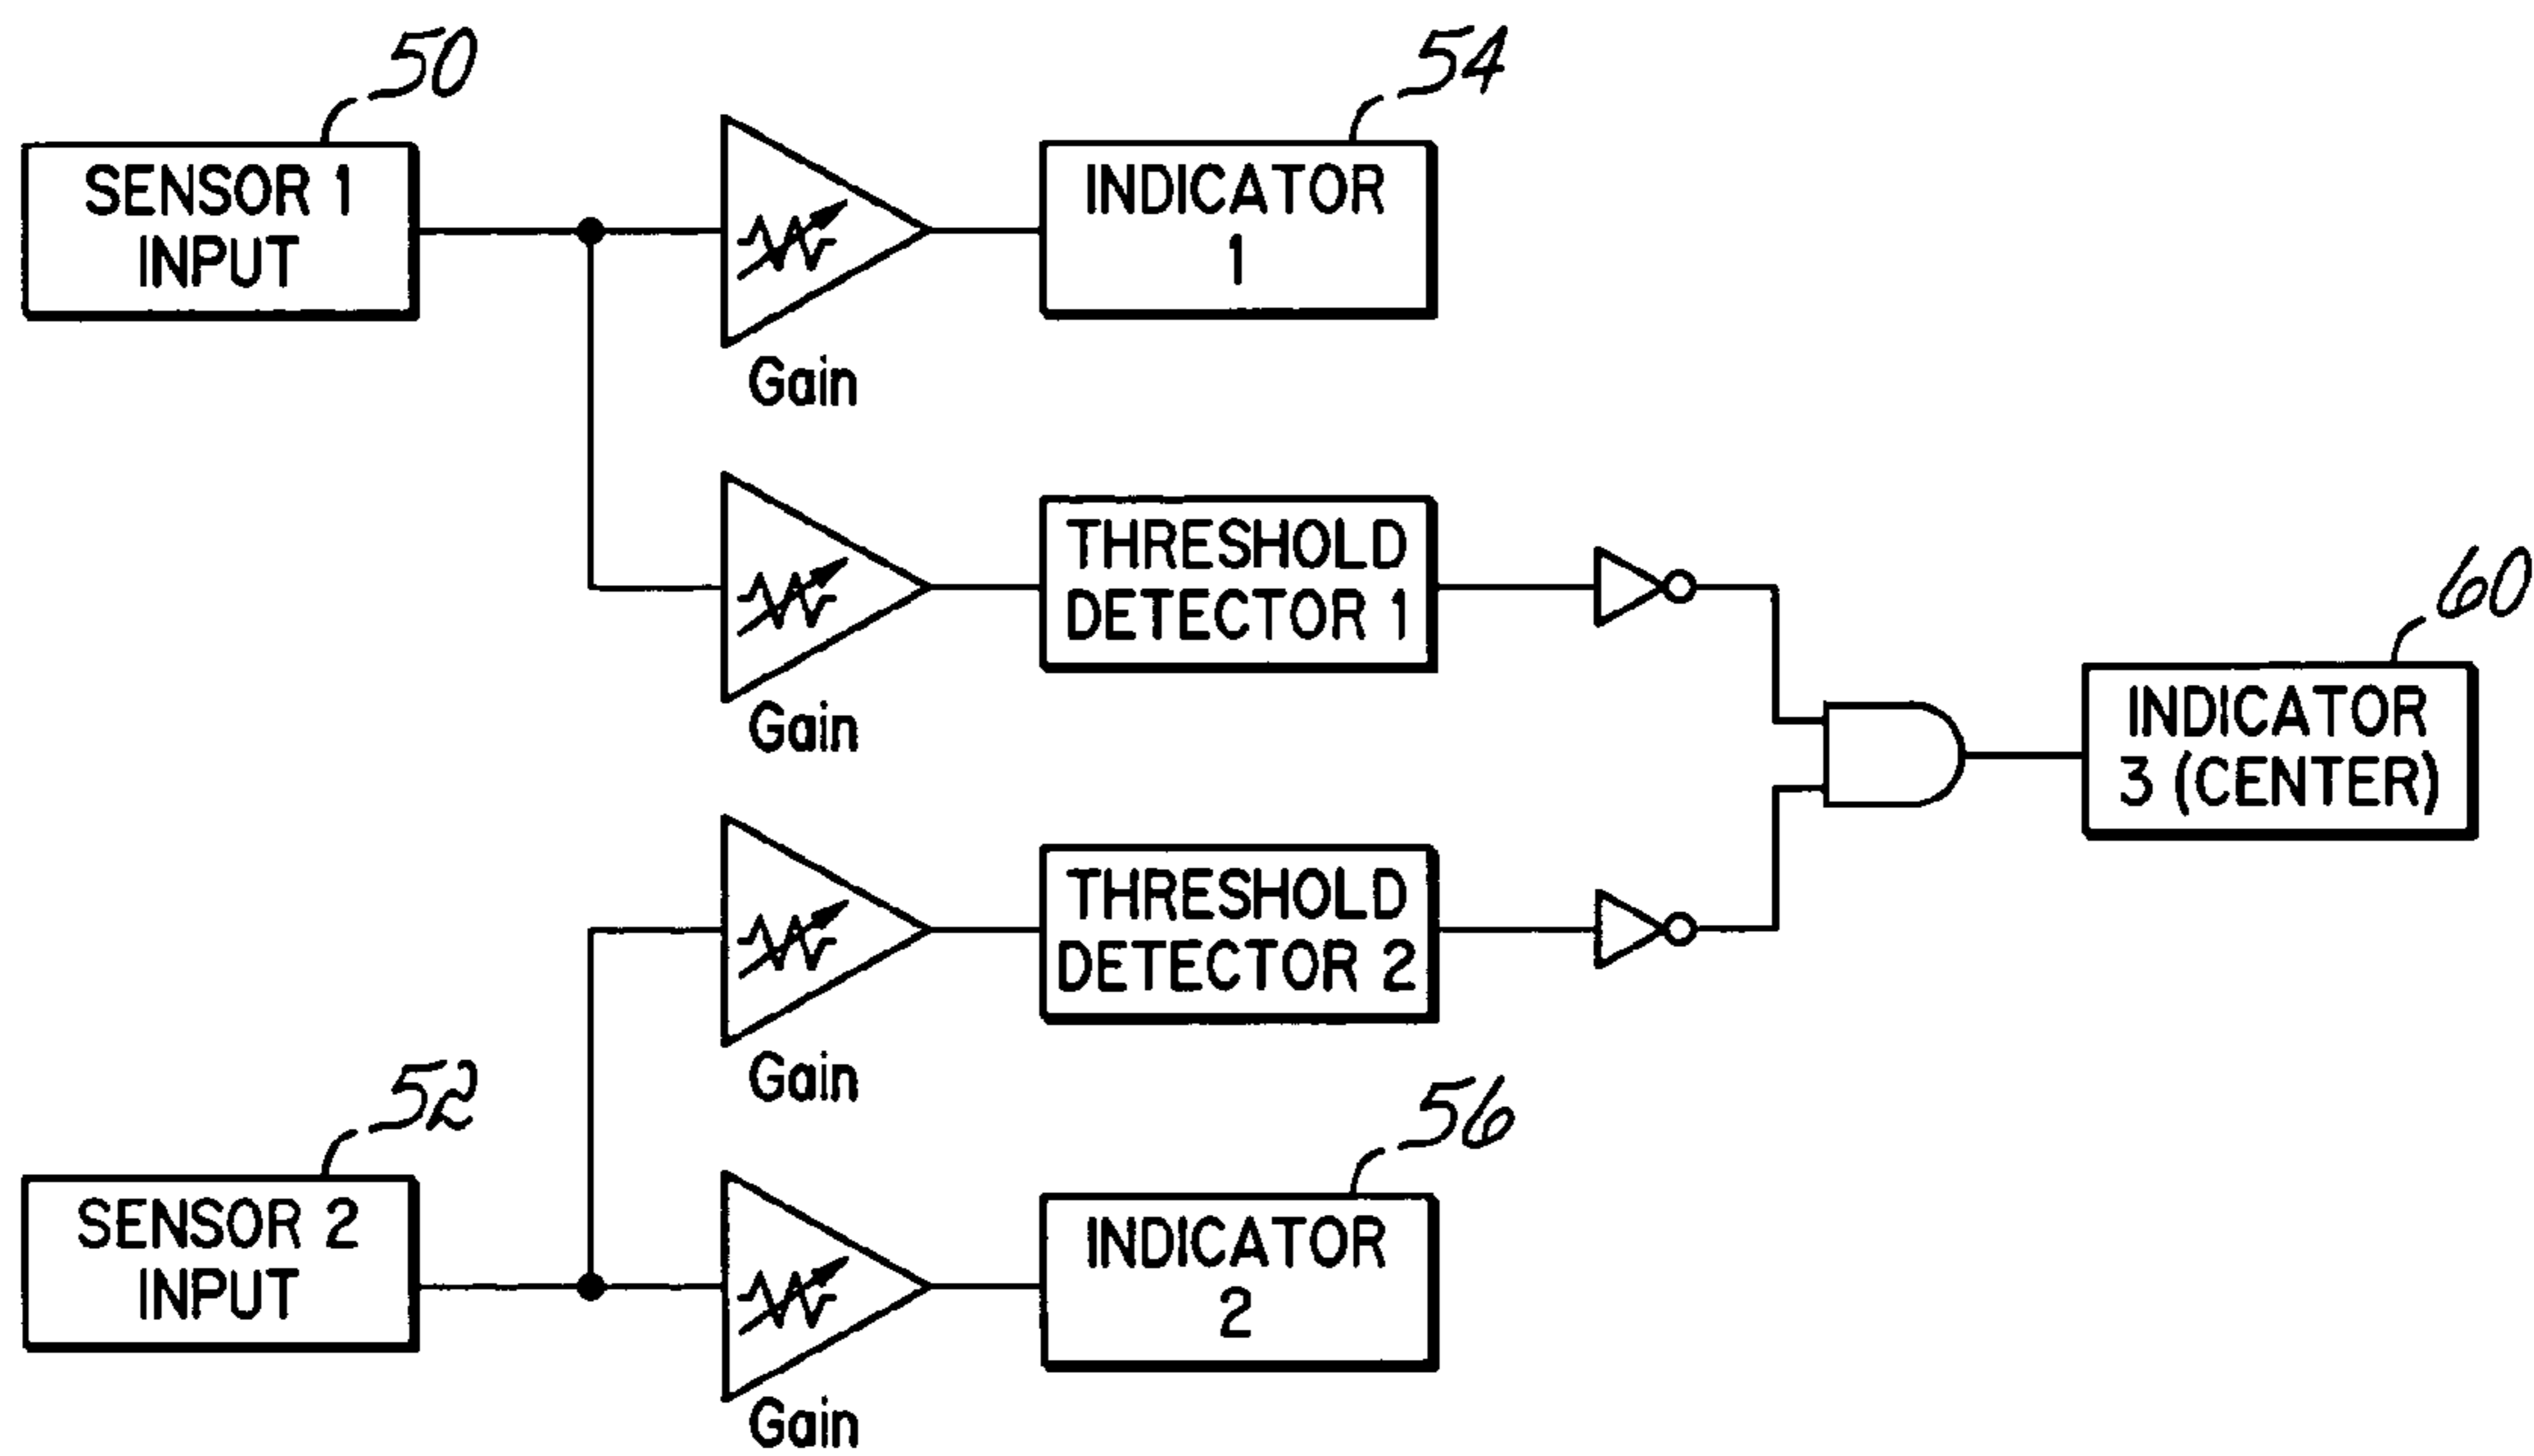 50
54
SENSOR 1
INPUT
INDICATOR
1
Gain
THRESHOLD
DETECTOR 1
Gain
60
INDICATOR
3 (CENTER)
THRESHOLD
DETECTOR 2
Gain
52
56
SENSOR 2
INPUT
INDICATOR
2
Gain